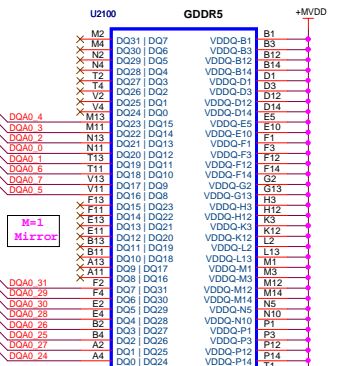 U2100 GDDR5 +MVDD
M2 DQ31 | DQ7 VDDQ-B1 B1
M4 DQ30 | DQ6 VDDQ-B3 B3
N2 DQ29 | DQ5 VDDQ-B12 B12
N4 DQ28 | DQ4 VDDQ-B14 B14
T2 DQ27 | DQ3 VDDQ-D1 D1
T4 DQ26 | DQ2 VDDQ-D3 D3
V2 DQ25 | DQ1 VDDQ-D12 D12
V4 DQ24 | DQ0 VDDQ-D14 D14
DQA0_4 M13 DQ23 | DQ15 VDDQ-E5 E5
DQA0_3 M11 DQ22 | DQ14 VDDQ-E10 E10
DQA0_2 N13 DQ21 | DQ13 VDDQ-F1 F1
DQA0_0 N11 DQ20 | DQ12 VDDQ-F3 F3
DQA0_1 T13 DQ19 | DQ11 VDDQ-F12 F12
DQA0_6 T11 DQ18 | DQ10 VDDQ-F14 F14
DQA0_7 V13 DQ17 | DQ9 VDDQ-G2 G2
DQA0_5 V11 DQ16 | DQ8 VDDQ-G13 G13
F13 DQ15 | DQ23 VDDQ-H3 H3
F11 DQ14 | DQ22 VDDQ-H12 H12
M=1 E13 DQ13 | DQ21 VDDQ-K3 K3
Mirror E11 DQ12 | DQ20 VDDQ-K12 K12
B13 DQ11 | DQ19 VDDQ-L2 L2
B11 DQ10 | DQ18 VDDQ-L13 L13
A13 DQ9 | DQ17 VDDQ-M1 M1
A11 DQ8 | DQ16 VDDQ-M3 M3
DQA0_31 F2 DQ7 | DQ31 VDDQ-M12 M12
DQA0_29 F4 DQ6 | DQ30 VDDQ-M14 M14
DQA0_30 E2 DQ5 | DQ29 VDDQ-N5 N5
DQA0_28 E4 DQ4 | DQ28 VDDQ-N10 N10
DQA0_26 B2 DQ3 | DQ27 VDDQ-P1 P1
DQA0_25 B4 DQ2 | DQ26 VDDQ-P3 P3
DQA0_27 A2 DQ1 | DQ25 VDDQ-P12 P12
DQA0_24 A4 DQ0 | DQ24 VDDQ-P14 P14